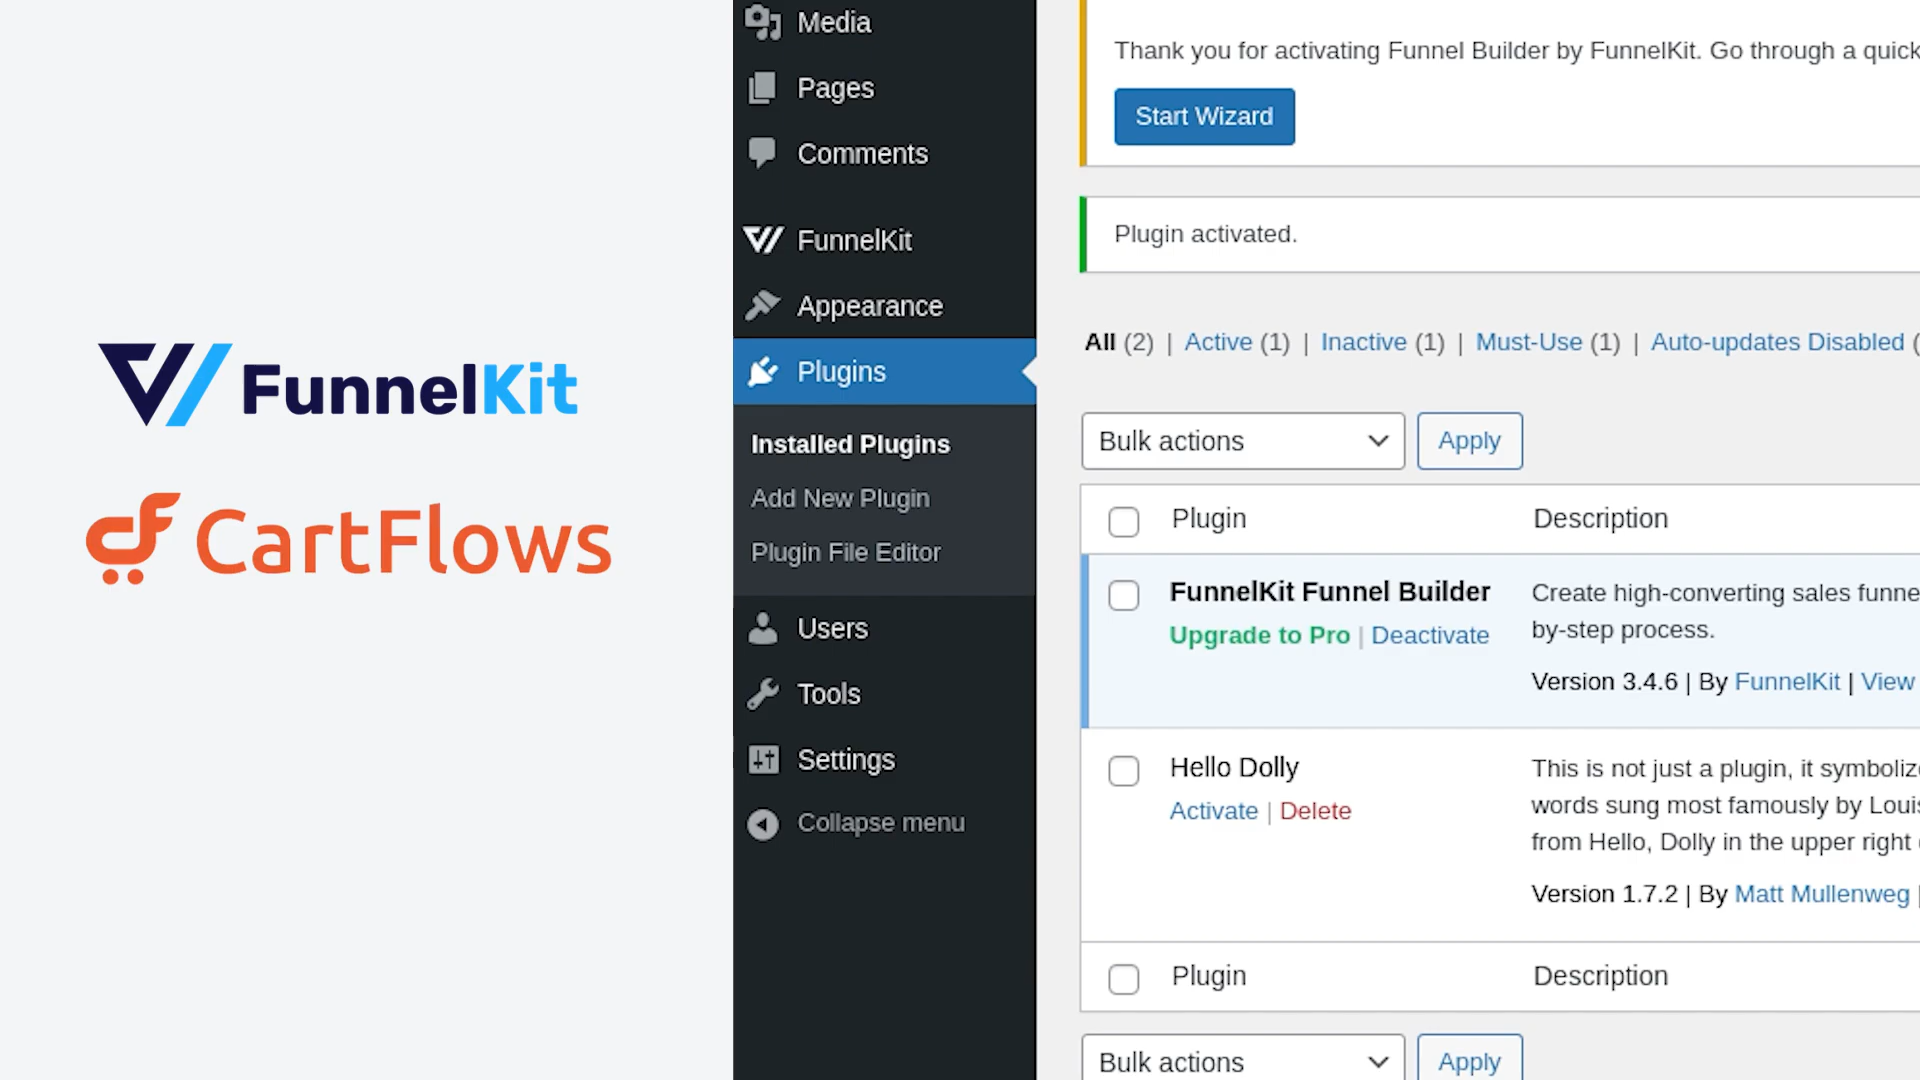 FunnelKit
CartFlows
Media
Pages
Comments
FunnelKit
Appearance
Plugins
Installed Plugins
Add New Plugin
Plugin File Editor
Users
Tools
Settings
Collapse menu
Thank you for activating Funnel Builder by FunnelKit. Go through a quick
Start Wizard
Plugin activated.
All (2) | Active (1) | Inactive (1) | Must-Use (1) | Auto-updates Disabled (
Bulk actions Apply
Plugin Description
FunnelKit Funnel Builder
Upgrade to Pro | Deactivate
Create high-converting sales funne
by-step process.
Version 3.4.6 | By FunnelKit | View
Hello Dolly
Activate | Delete
This is not just a plugin, it symboliz
words sung most famously by Louis
from Hello, Dolly in the upper right
Version 1.7.2 | By Matt Mullenweg |
Plugin Description
Bulk actions Apply